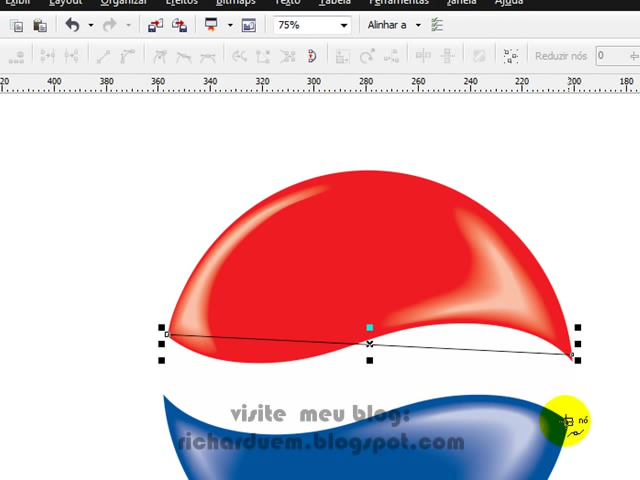 Exibir Layout Organizar Efeitos Bitmaps Texto Tabela Ferramentas Janela Ajuda
75% Alinhar a
Reduzir nós 0
20 400 380 360 340 320 300 280 260 240 220 200 180
visite meu blog:
nó
richarduem.blogspot.com